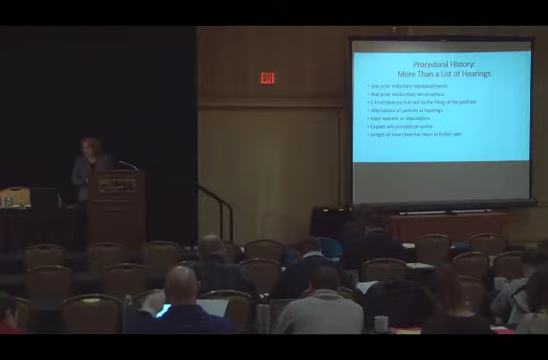 EXIT
Procedural History:
More Than a List of Hearings
• Any prior voluntary
• Any prior involuntary terminations
• Circumstances that led to the filing of the petition
• Attendance of parents at hearings
• Note waivers or stipulations
• Explain any procedural quirks
• Length of time child has been in foster care